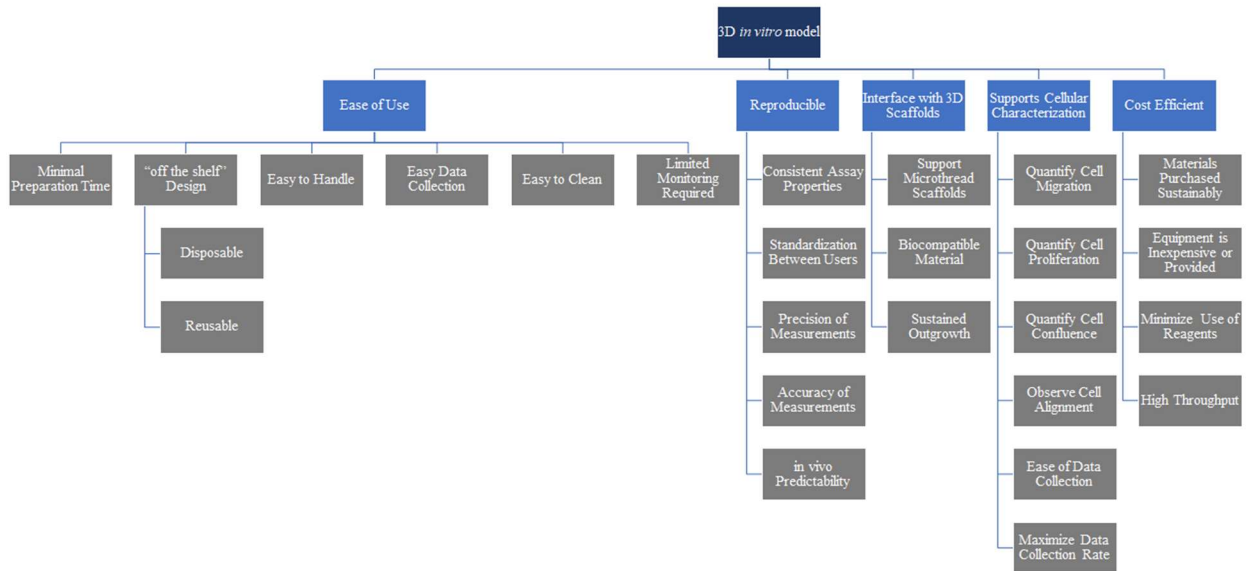 3D in vitro model
Ease of Use
Reproducible
Interface with 3D
Scaffolds
Supports Cellular
Characterization
Cost Efficient
Minimal
Preparation Time
“off the shelf”
Design
Easy to Handle
Easy Data
Collection
Easy to Clean
Limited
Monitoring
Required
Disposable
Reusable
Consistent Assay
Properties
Standardization
Between Users
Precision of
Measurements
Accuracy of
Measurements
in vivo
Predictability
Support
Microthread
Scaffolds
Biocompatible
Material
Sustained
Outgrowth
Quantify Cell
Migration
Quantify Cell
Proliferation
Quantify Cell
Confluence
Observe Cell
Alignment
Ease of Data
Collection
Maximize Data
Collection Rate
Materials
Purchased
Sustainably
Equipment is
Inexpensive or
Provided
Minimize Use of
Reagents
High Throughput